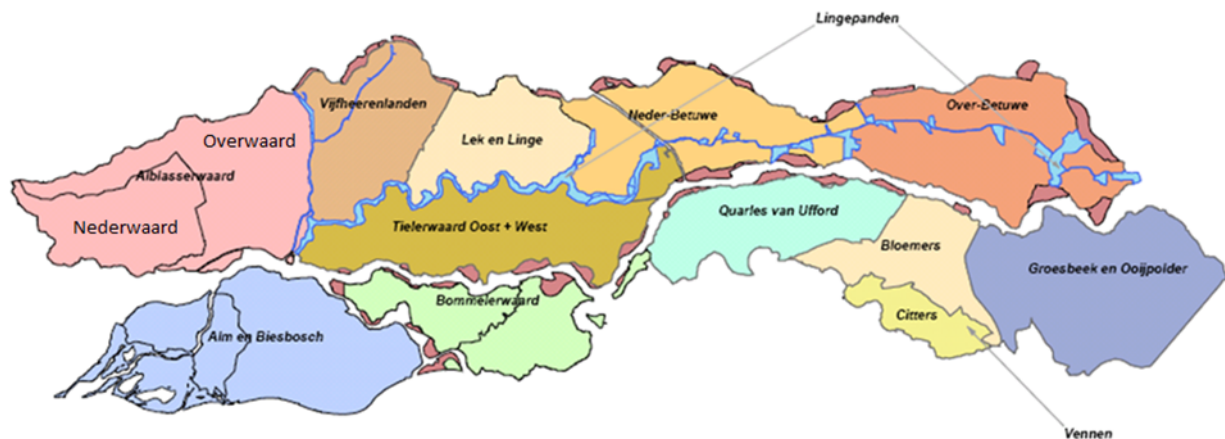 Lingepanden
Vijfheerenlanden
Neder-Betuwe
Over-Betuwe
Overwaard
Lek en Linge
Alblasserwaard
Nederwaard
Tielerwaard Oost + West
Quarles van Ufford
Bloemers
Groesbeek en Ooijpolder
Bommelerwaard
Citters
Alm en Biesbosch
Vennen